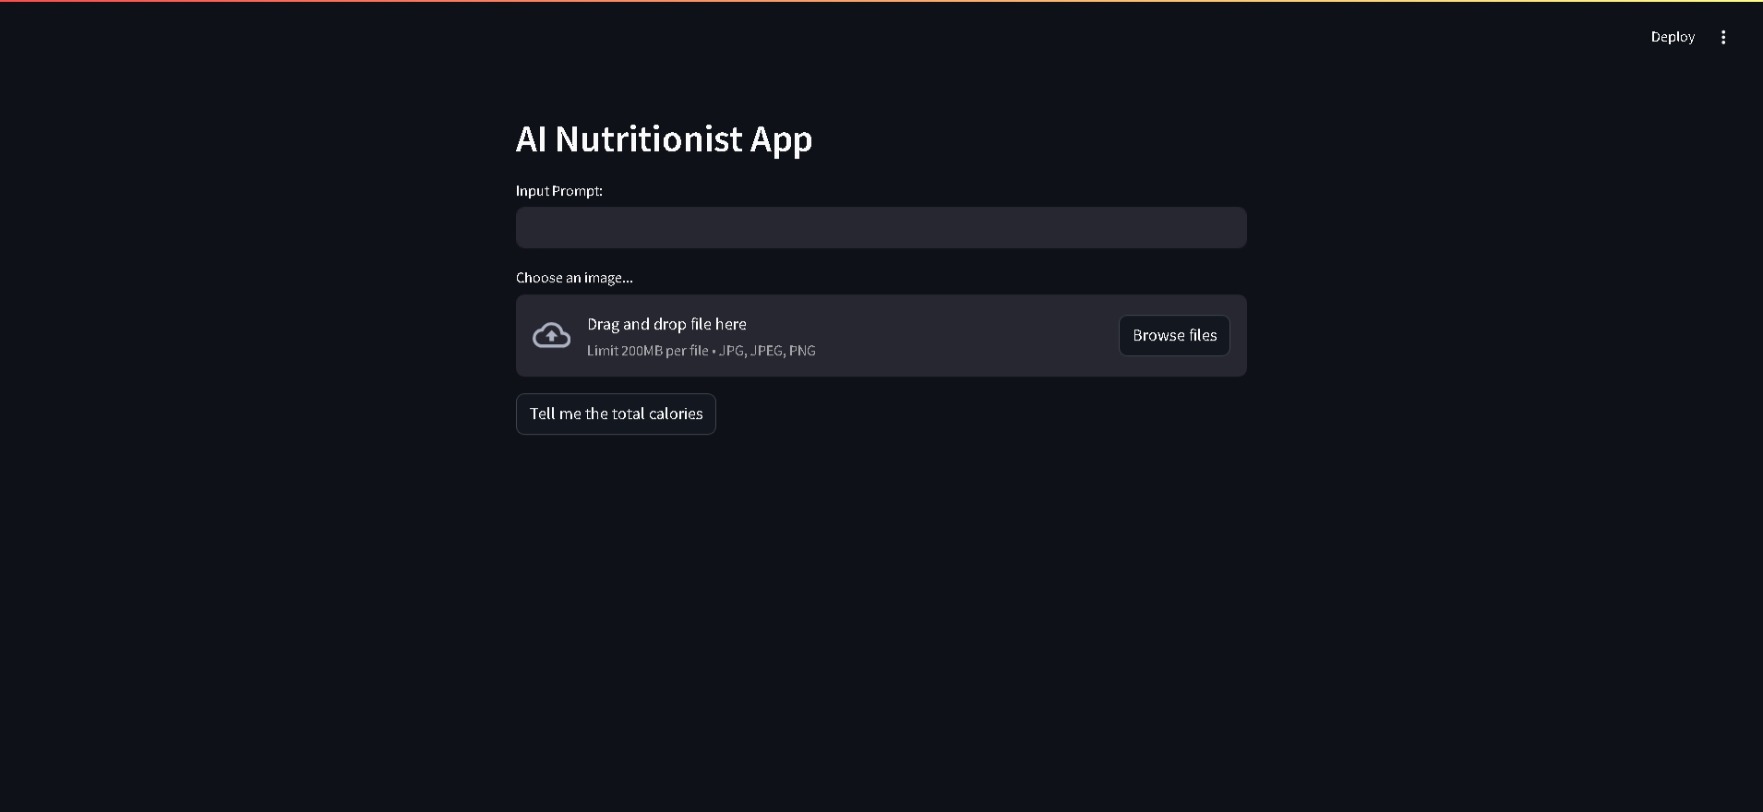 Deploy
AI Nutritionist App
Input Prompt:
Choose an image...
Drag and drop file here
Limit 200MB per file • JPG, JPEG, PNG
Browse files
Tell me the total calories